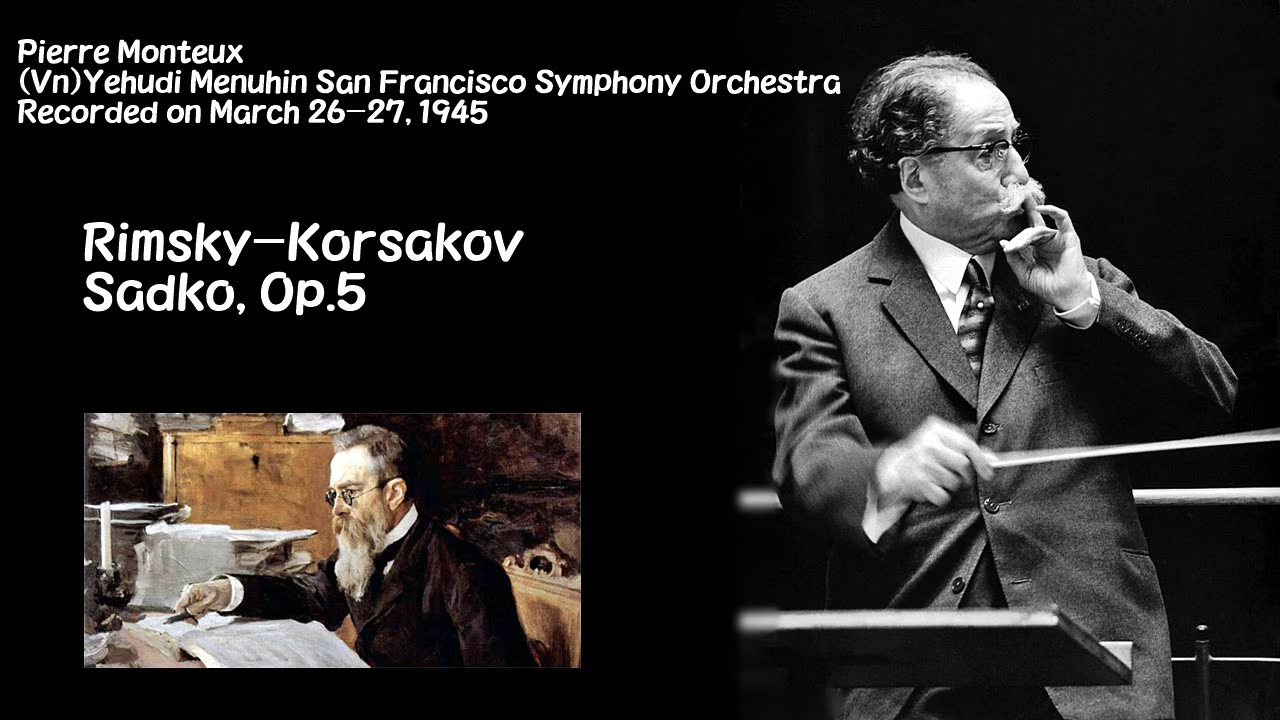 Pierre Monteux
(Vn)Yehudi Menuhin San Francisco Symphony Orchestra
Recorded on March 26-27, 1945
Rimsky-Korsakov
Sadko, Op.5